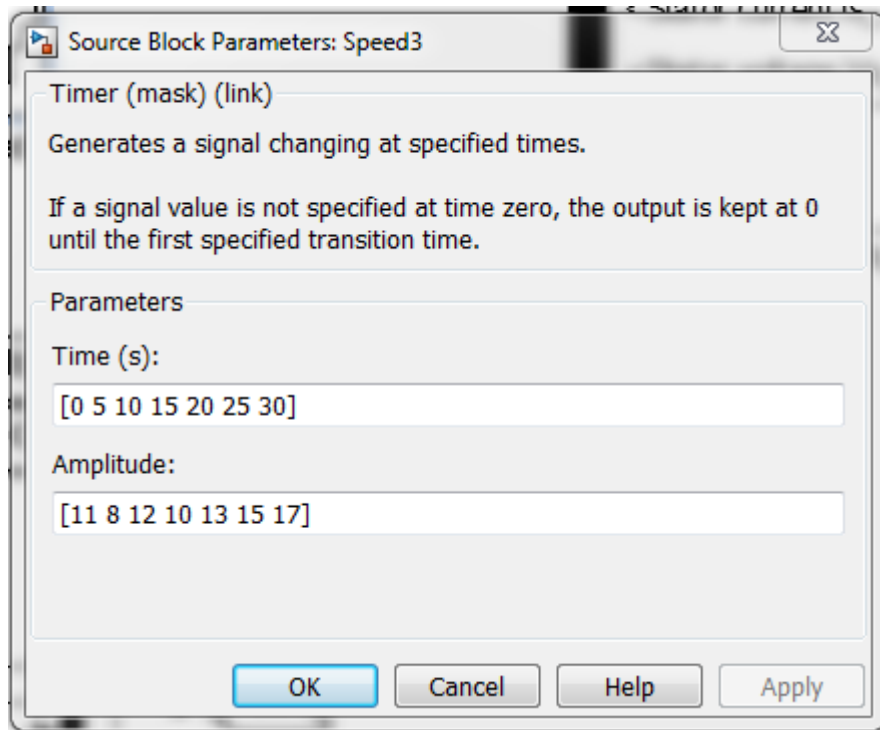 Source Block Parameters: Speed3
Timer (mask) (link)
Generates a signal changing at specified times.
If a signal value is not specified at time zero, the output is kept at 0
until the first specified transition time.
Parameters
Time (s):
[0 5 10 15 20 25 30]
Amplitude:
[11 8 12 10 13 15 17]
OK Cancel Help Apply